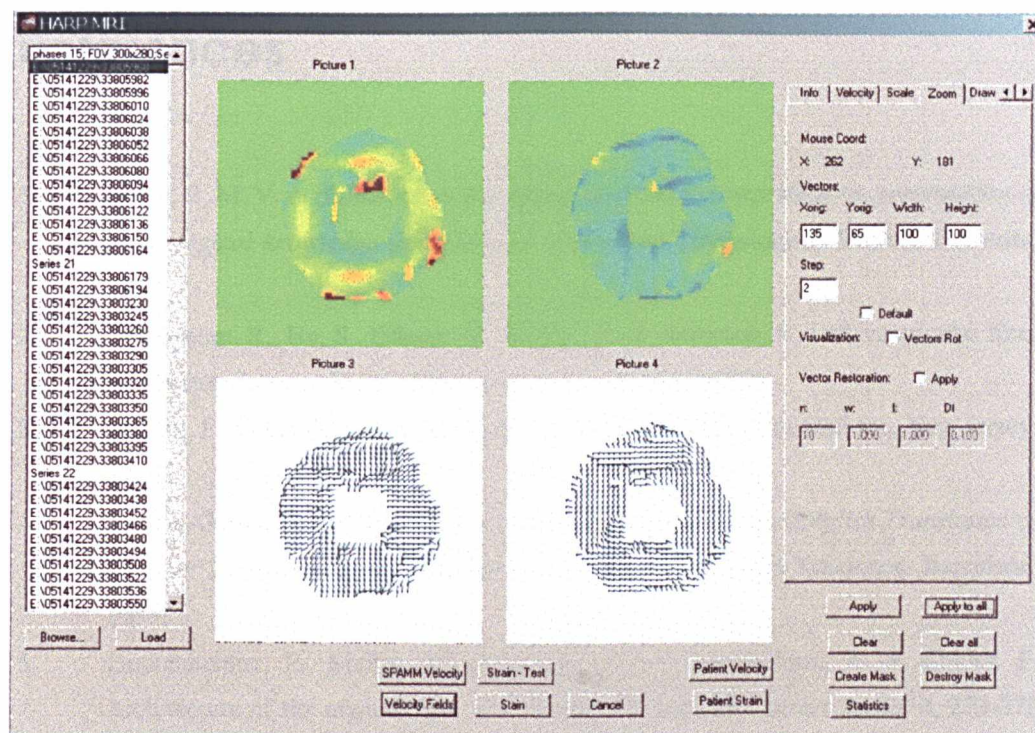 HARP MRI
phases 15; FOV 300x280;Se
E:\05141229\33805982
E:\05141229\33805996
E:\05141229\33806010
E:\05141229\33806024
E:\05141229\33806038
E:\05141229\33806052
E:\05141229\33806066
E:\05141229\33806080
E:\05141229\33806094
E:\05141229\33806108
E:\05141229\33806122
E:\05141229\33806136
E:\05141229\33806150
E:\05141229\33806164
Series 21
E:\05141229\33806179
E:\05141229\33806194
E:\05141229\33803230
E:\05141229\33803245
E:\05141229\33803260
E:\05141229\33803275
E:\05141229\33803290
E:\05141229\33803305
E:\05141229\33803320
E:\05141229\33803335
E:\05141229\33803350
E:\05141229\33803365
E:\05141229\33803380
E:\05141229\33803395
E:\05141229\33803410
Series 22
E:\05141229\33803424
E:\05141229\33803438
E:\05141229\33803452
E:\05141229\33803466
E:\05141229\33803480
E:\05141229\33803494
E:\05141229\33803508
E:\05141229\33803522
E:\05141229\33803536
E:\05141229\33803550
Browse... Load
Picture 1 Picture 2
Picture 3 Picture 4
SPAMM Velocity Strain - Test Patient Velocity
Velocity Fields Stain Cancel Patient Strain
Info Velocity Scale Zoom Draw
Mouse Coord:
X: 262 Y: 181
Vectors:
Xorig: Yorig: Width: Height:
135 65 100 100
Step:
2
Default
Visualization: Vectors Rot
Vector Restoration: Apply
n: w: l: Dl
10 1.000 1.000 0.100
Apply Apply to all
Clear Clear all
Create Mask Destroy Mask
Statistics